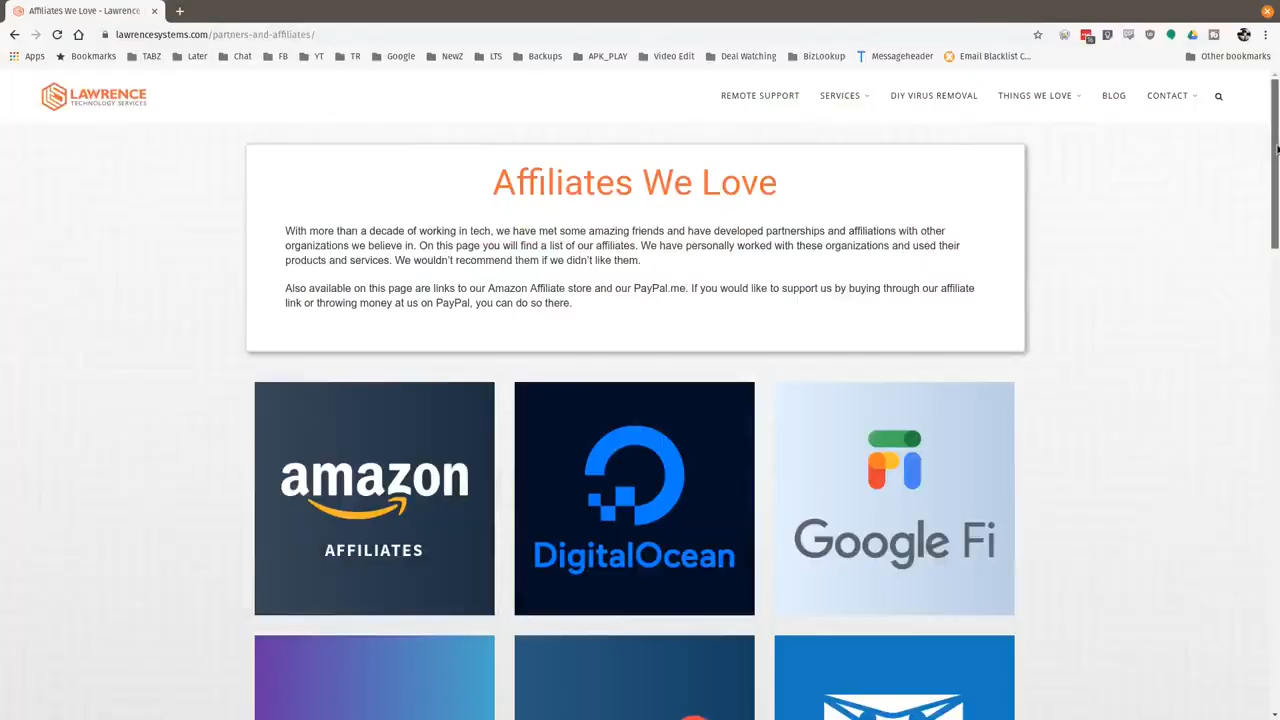 Affiliates We Love - Lawrence
lawrencesystems.com/partners-and-affiliates/
Apps Bookmarks TABZ Later Chat FB YT TR Google NewZ LTS Backups APK_PLAY Video Edit Deal Watching BizLookup Messageheader Email Blacklist C... Other bookmarks
LAWRENCE
TECHNOLOGY SERVICES
REMOTE SUPPORT SERVICES DIY VIRUS REMOVAL THINGS WE LOVE BLOG CONTACT
Affiliates We Love
With more than a decade of working in tech, we have met some amazing friends and have developed partnerships and affiliations with other
organizations we believe in. On this page you will find a list of our affiliates. We have personally worked with these organizations and used their
products and services. We wouldn't recommend them if we didn't like them.
Also available on this page are links to our Amazon Affiliate store and our PayPal.me. If you would like to support us by buying through our affiliate
link or throwing money at us on PayPal, you can do so there.
amazon
AFFILIATES
DigitalOcean
Google Fi